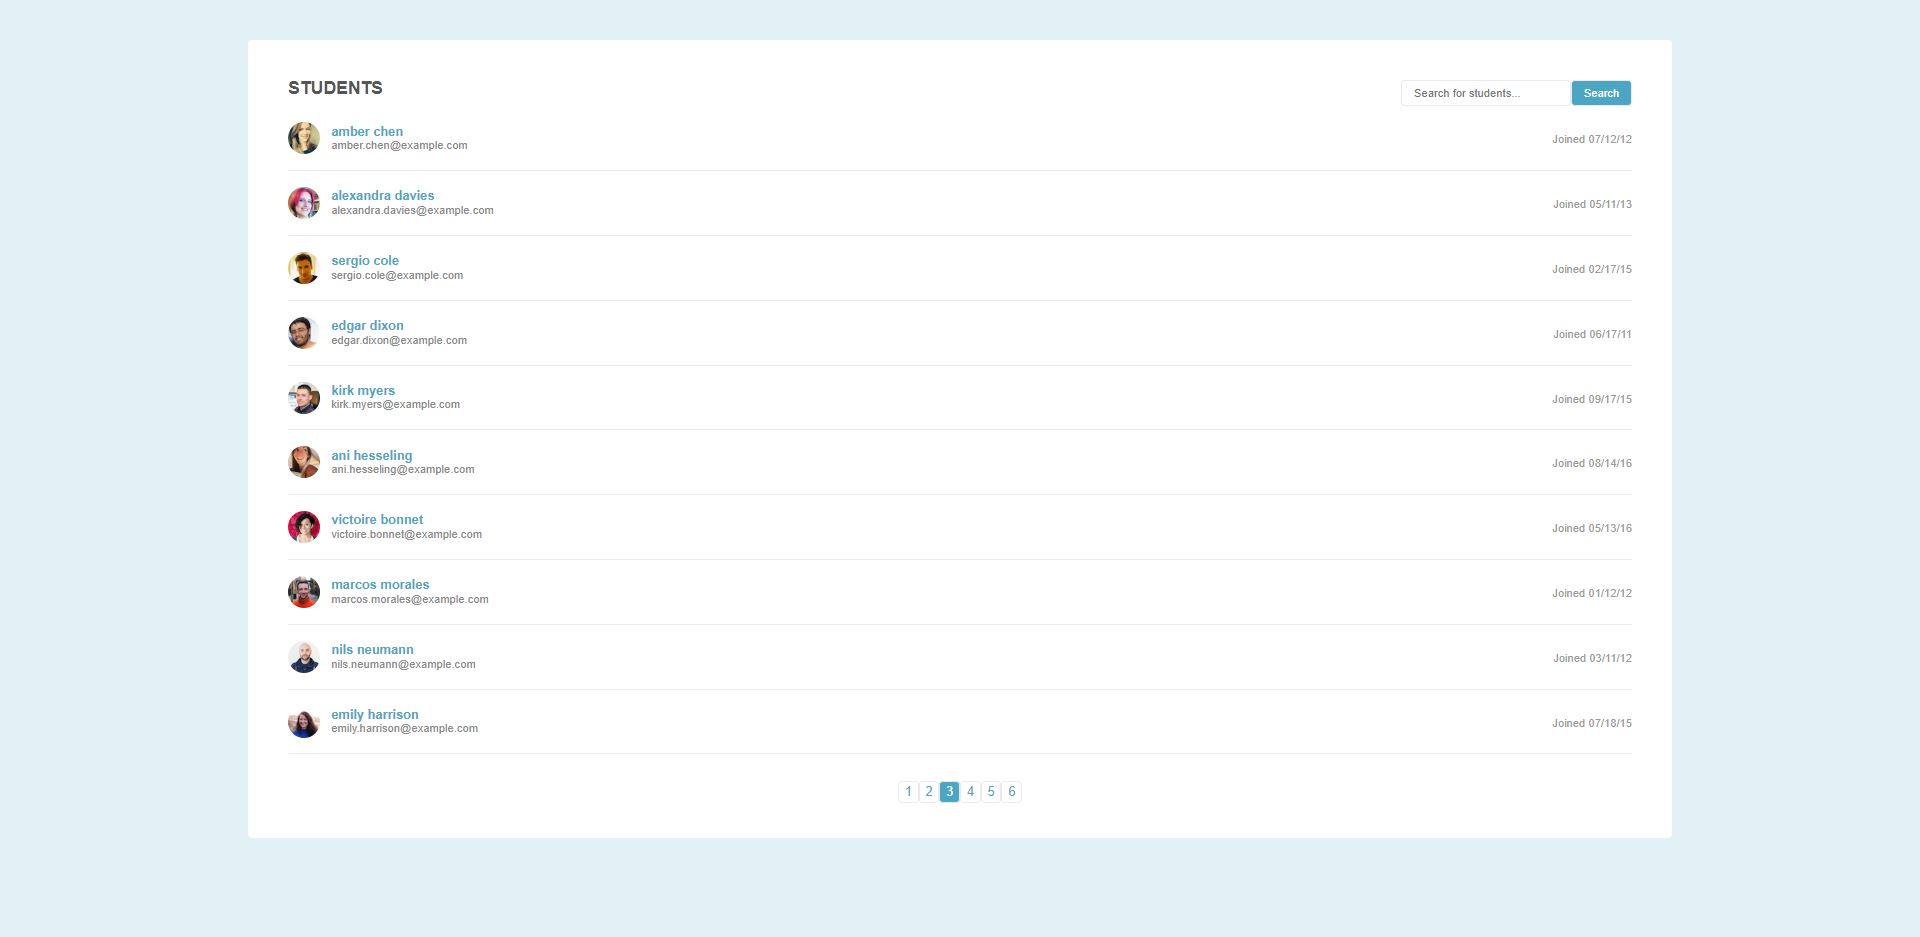 STUDENTS
Search for students... Search
amber chen
amber.chen@example.com
Joined 07/12/12
alexandra davies
alexandra.davies@example.com
Joined 05/11/13
sergio cole
sergio.cole@example.com
Joined 02/17/15
edgar dixon
edgar.dixon@example.com
Joined 06/17/11
kirk myers
kirk.myers@example.com
Joined 09/17/15
ani hesseling
ani.hesseling@example.com
Joined 08/14/16
victoire bonnet
victoire.bonnet@example.com
Joined 05/13/16
marcos morales
marcos.morales@example.com
Joined 01/12/12
nils neumann
nils.neumann@example.com
Joined 03/11/12
emily harrison
emily.harrison@example.com
Joined 07/18/15
1 2 3 4 5 6